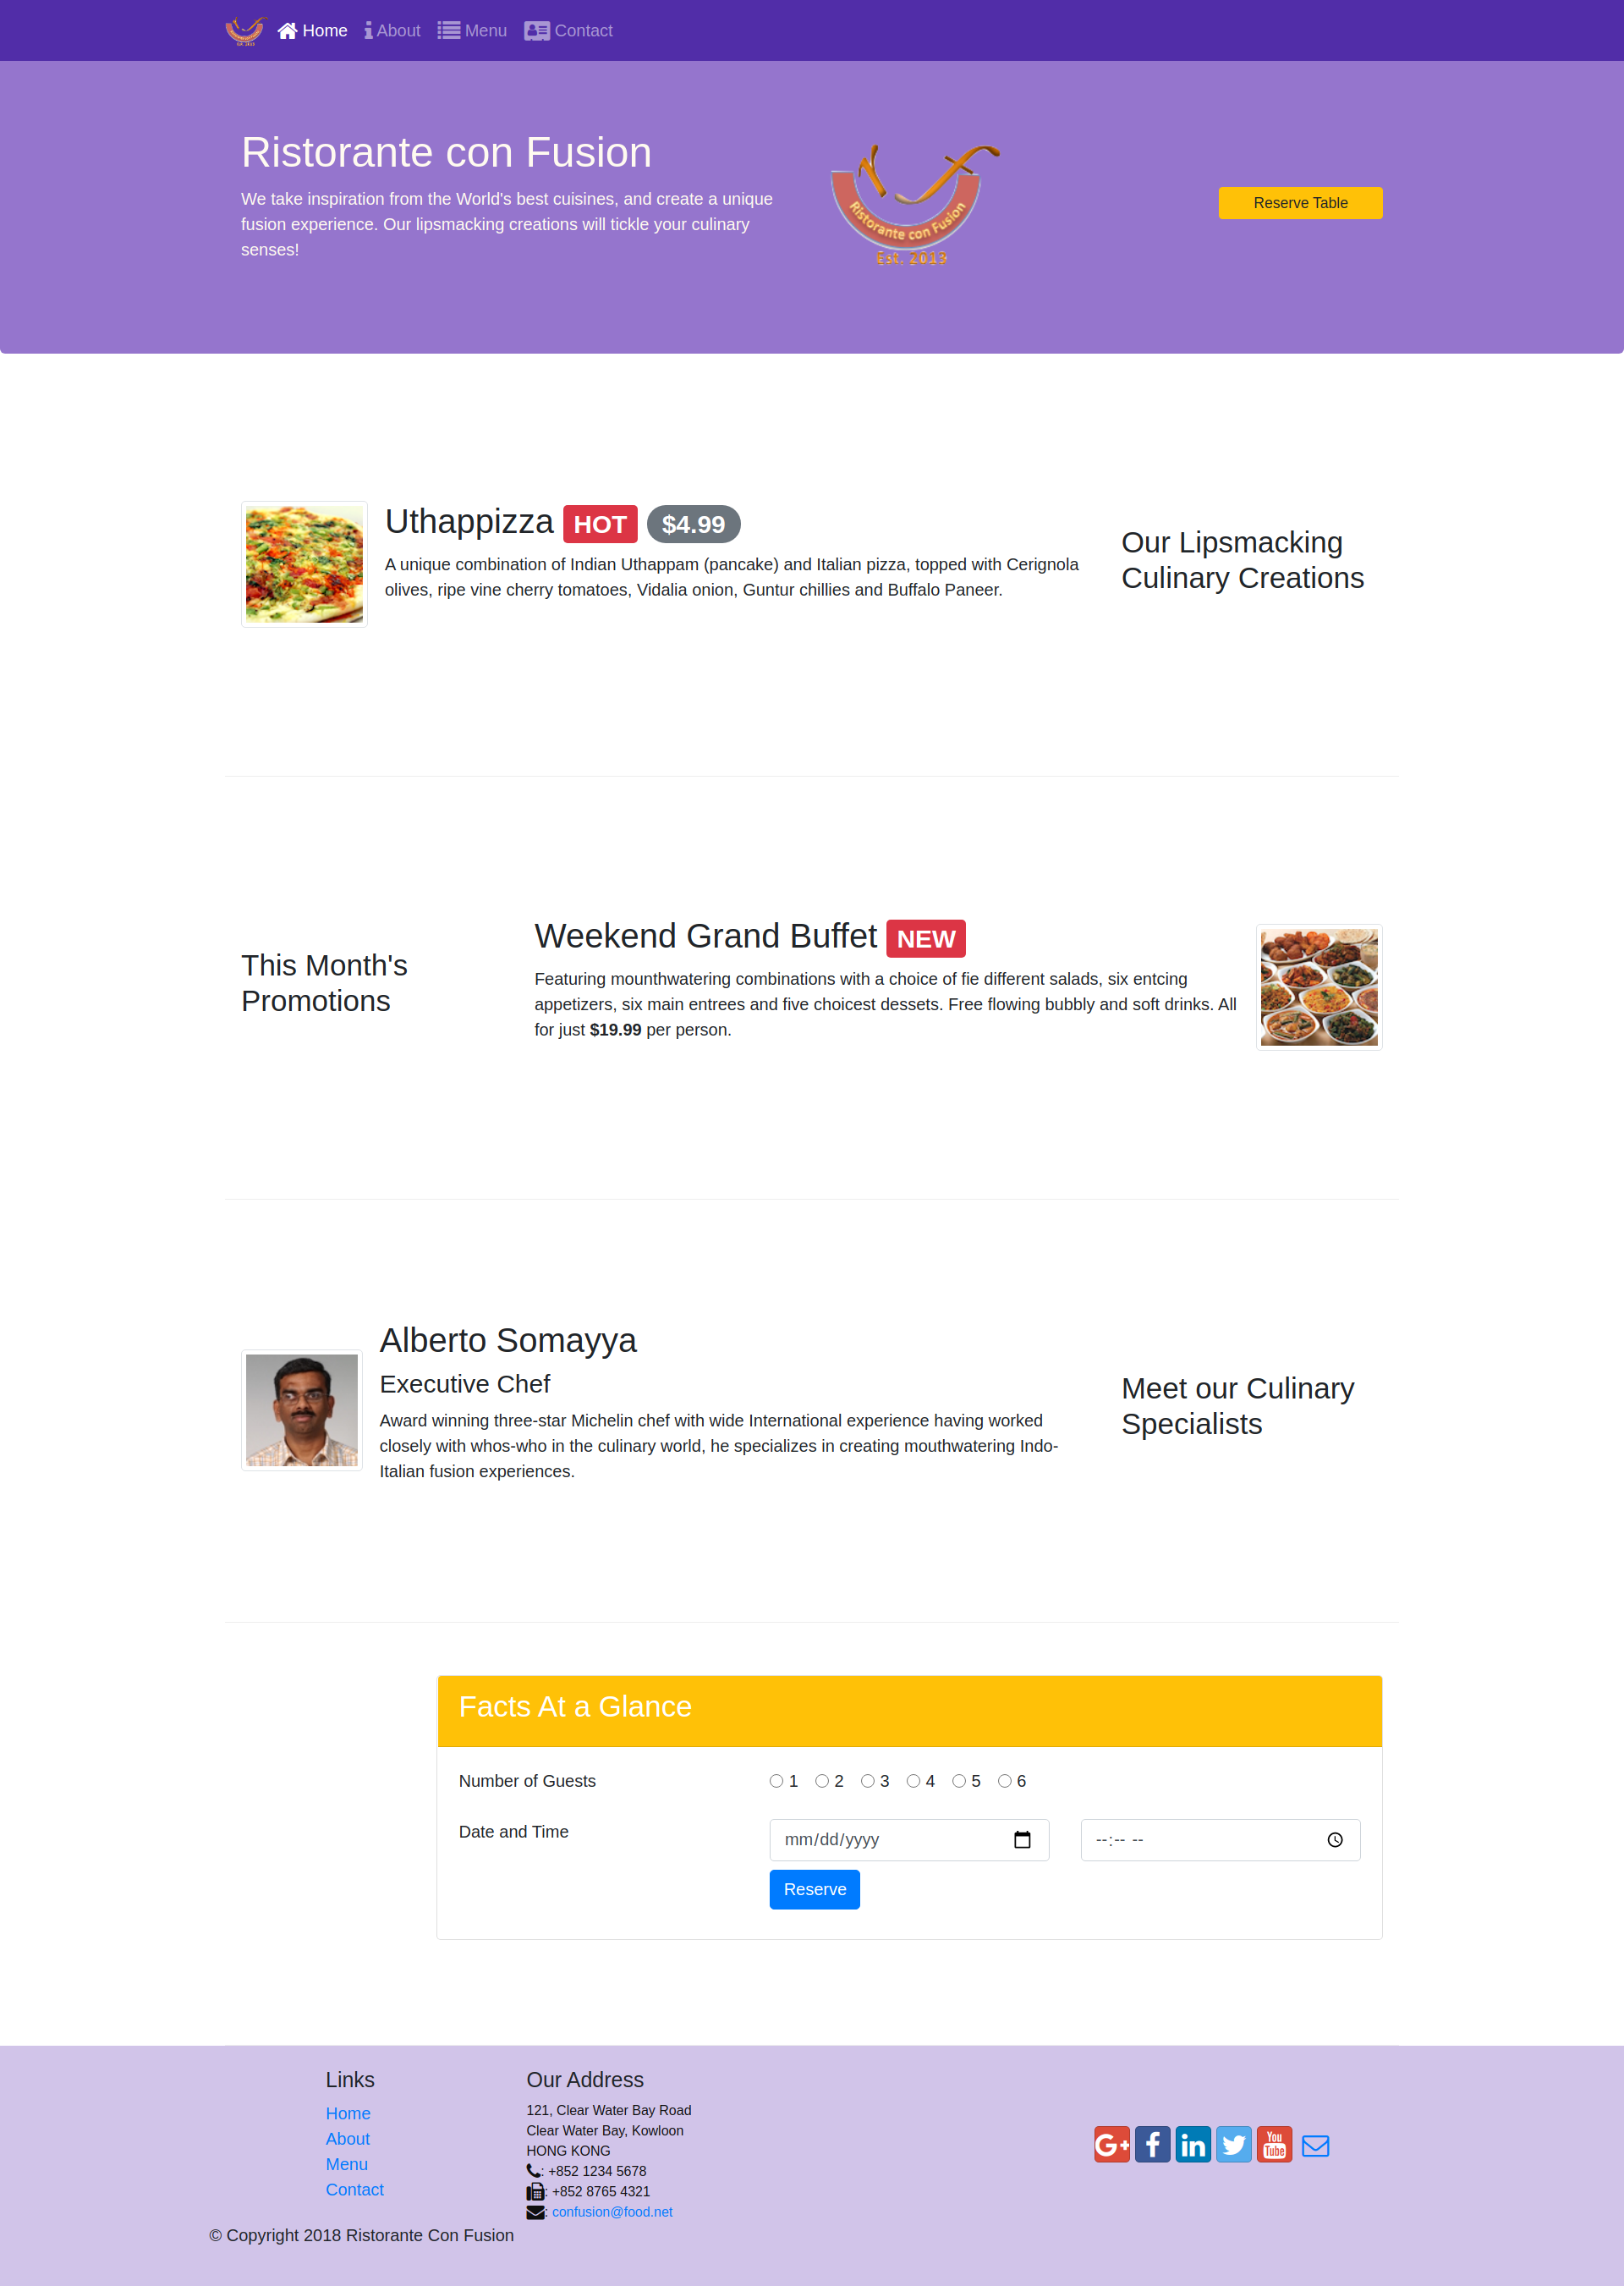 Home About Menu Contact
Ristorante con Fusion
We take inspiration from the World's best cuisines, and create a unique
fusion experience. Our lipsmacking creations will tickle your culinary
senses!
Ristorante con Fusion
Est. 2013
Reserve Table
Uthappizza HOT $4.99
A unique combination of Indian Uthappam (pancake) and Italian pizza, topped with Cerignola
olives, ripe vine cherry tomatoes, Vidalia onion, Guntur chillies and Buffalo Paneer.
Our Lipsmacking
Culinary Creations
This Month's
Promotions
Weekend Grand Buffet NEW
Featuring mounthwatering combinations with a choice of fie different salads, six entcing
appetizers, six main entrees and five choicest dessets. Free flowing bubbly and soft drinks. All
for just $19.99 per person.
Alberto Somayya
Executive Chef
Award winning three-star Michelin chef with wide International experience having worked
closely with whos-who in the culinary world, he specializes in creating mouthwatering Indo-
Italian fusion experiences.
Meet our Culinary
Specialists
Facts At a Glance
Number of Guests 1 2 3 4 5 6
Date and Time mm/dd/yyyy --:-- --
Reserve
Links
Home
About
Menu
Contact
Our Address
121, Clear Water Bay Road
Clear Water Bay, Kowloon
HONG KONG
: +852 1234 5678
: +852 8765 4321
: confusion@food.net
G+ f in You Tube
© Copyright 2018 Ristorante Con Fusion